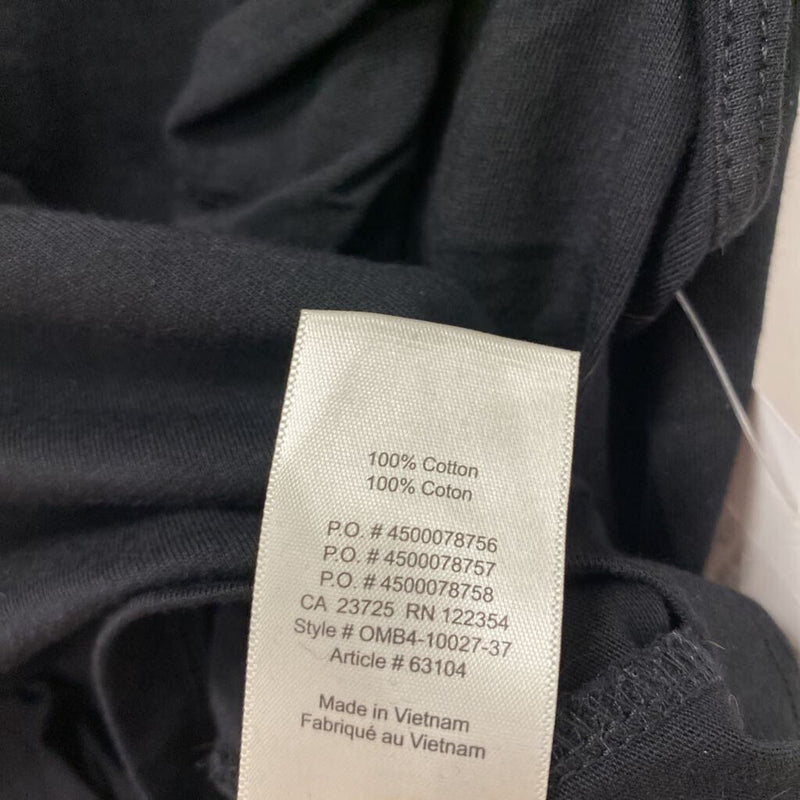 100% Cotton
100% Coton
P.O. # 4500078756
P.O. # 4500078757
P.O. # 4500078758
CA 23725 RN 122354
Style # OMB4-10027-37
Article # 63104
Made in Vietnam
Fabriqué au Vietnam